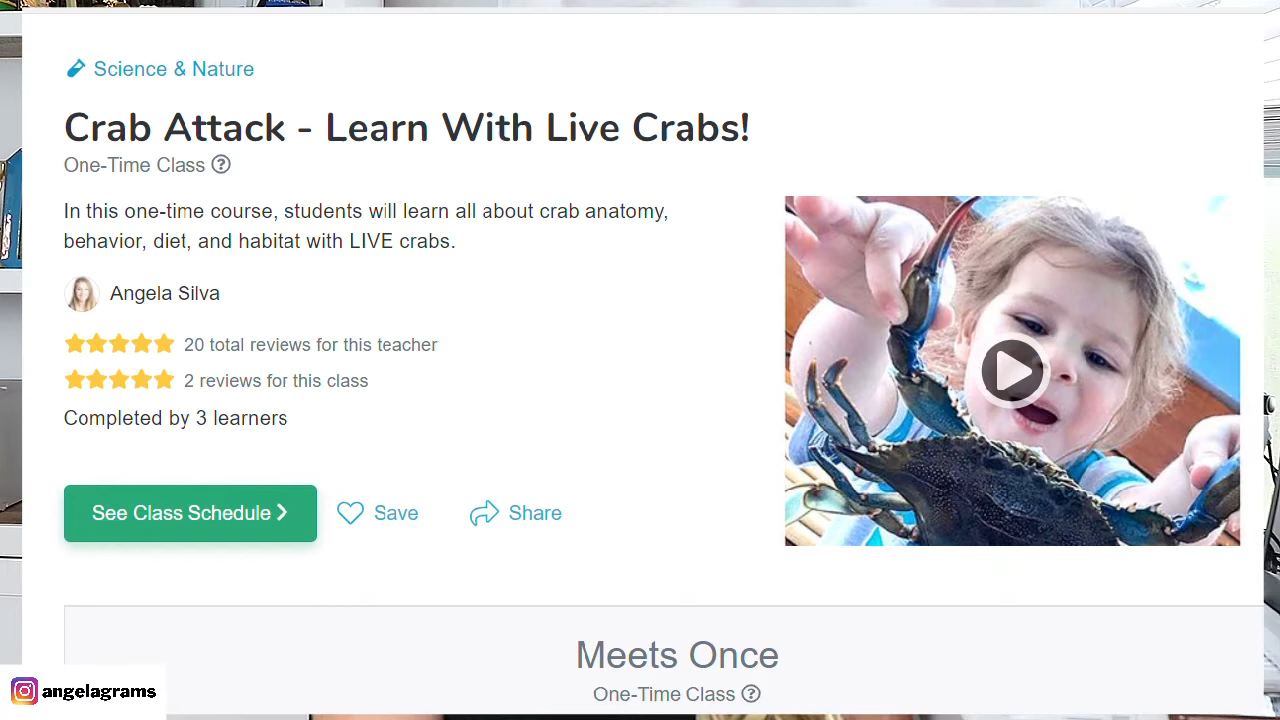 Science & Nature
Crab Attack - Learn With Live Crabs!
One-Time Class ?
In this one-time course, students will learn all about crab anatomy,
behavior, diet, and habitat with LIVE crabs.
Angela Silva
20 total reviews for this teacher
2 reviews for this class
Completed by 3 learners
See Class Schedule
Save
Share
Meets Once
One-Time Class ?
angelagrams